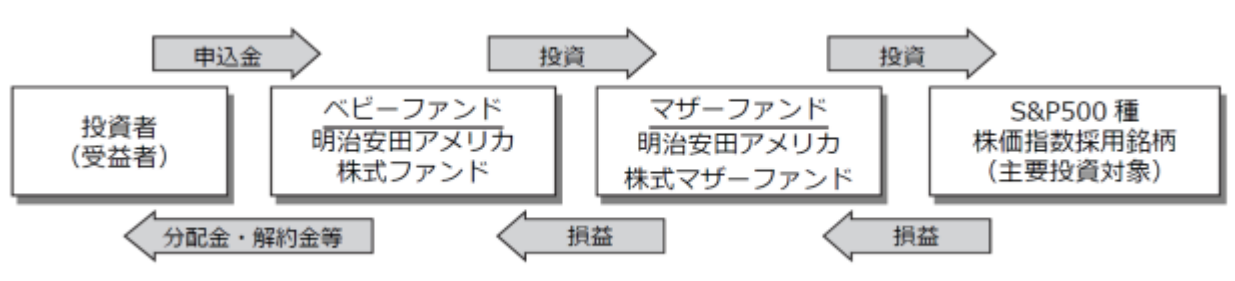 申込金
投資
投資
投資者
（受益者）
ベビーファンド
明治安田アメリカ
株式ファンド
マザーファンド
明治安田アメリカ
株式マザーファンド
S&P500 種
株価指数採用銘柄
（主要投資対象）
分配金・解約金等
損益
損益